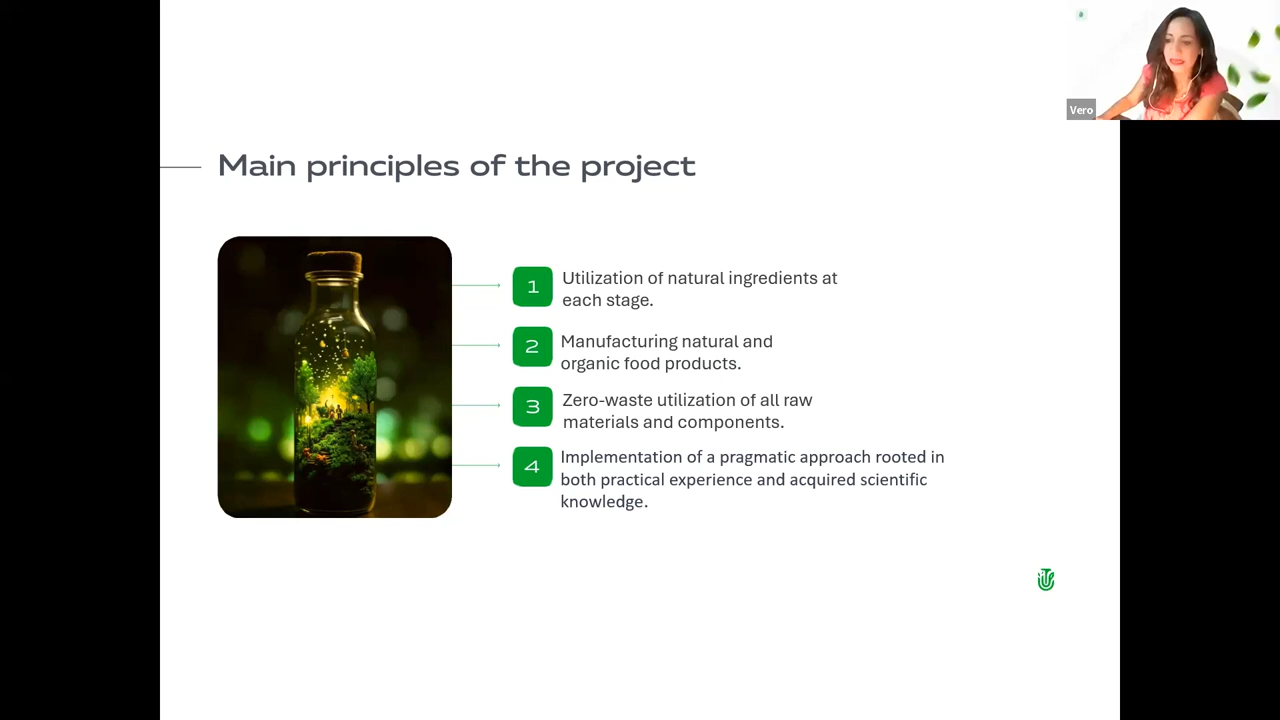 Vero
Main principles of the project
1
Utilization of natural ingredients at
each stage.
2
Manufacturing natural and
organic food products.
3
Zero-waste utilization of all raw
materials and components.
4
Implementation of a pragmatic approach rooted in
both practical experience and acquired scientific
knowledge.